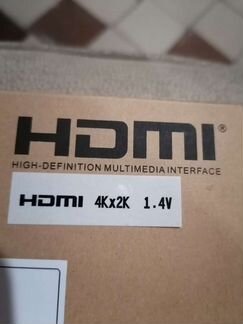 HDMI®
HIGH-DEFINITION MULTIMEDIA INTERFACE
HDMI 4Kx2K 1.4V